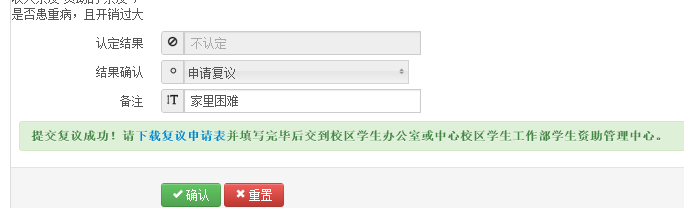 是否患重病，且开销过大
认定结果 不认定
结果确认 申请复议
备注 家里困难
提交复议成功！请下载复议申请表并填写完毕后交到校区学生办公室或中心校区学生工作部学生资助管理中心。
确认 重置